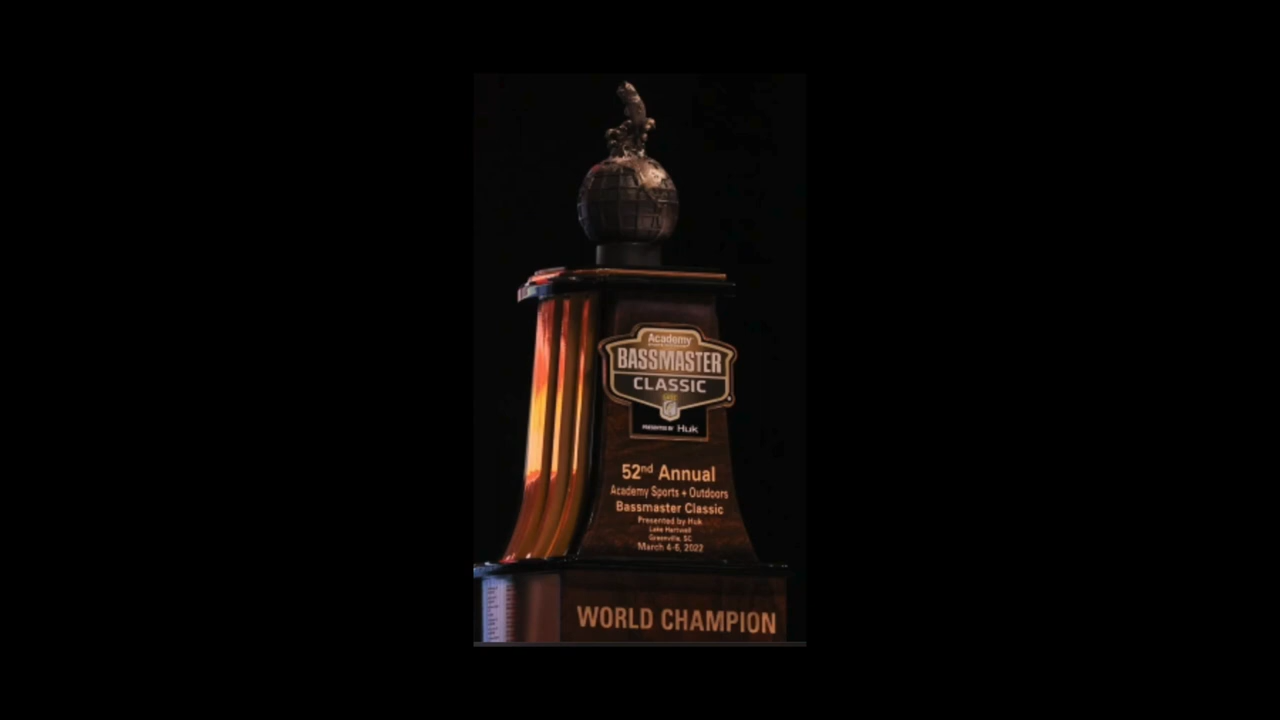 Academy
BASSMASTER
CLASSIC
PRESENTED BY Huk
52nd Annual
Academy Sports + Outdoors
Bassmaster Classic
Presented by Huk
Lake Hartwell
Greenville, SC
March 4-6, 2022
WORLD CHAMPION